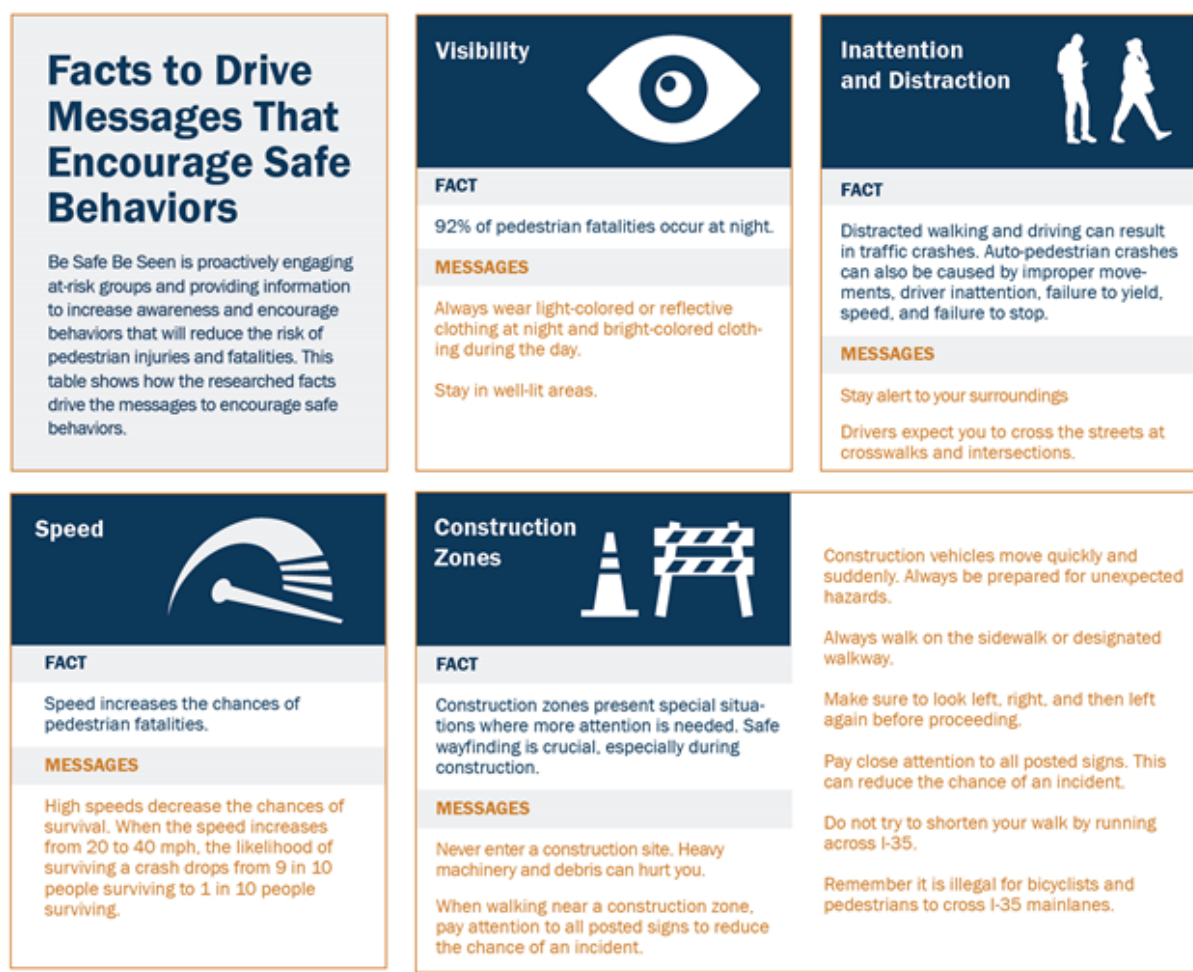 Facts to Drive
Messages That
Encourage Safe
Behaviors
Be Safe Be Seen is proactively engaging
at-risk groups and providing information
to increase awareness and encourage
behaviors that will reduce the risk of
pedestrian injuries and fatalities. This
table shows how the researched facts
drive the messages to encourage safe
behaviors.
Visibility
FACT
92% of pedestrian fatalities occur at night.
MESSAGES
Always wear light-colored or reflective
clothing at night and bright-colored cloth-
ing during the day.
Stay in well-lit areas.
Inattention
and Distraction
FACT
Distracted walking and driving can result
in traffic crashes. Auto-pedestrian crashes
can also be caused by improper move-
ments, driver inattention, failure to yield,
speed, and failure to stop.
MESSAGES
Stay alert to your surroundings
Drivers expect you to cross the streets at
crosswalks and intersections.
Speed
FACT
Speed increases the chances of
pedestrian fatalities.
MESSAGES
High speeds decrease the chances of
survival. When the speed increases
from 20 to 40 mph, the likelihood of
surviving a crash drops from 9 in 10
people surviving to 1 in 10 people
surviving.
Construction
Zones
FACT
Construction zones present special situa-
tions where more attention is needed. Safe
wayfinding is crucial, especially during
construction.
MESSAGES
Never enter a construction site. Heavy
machinery and debris can hurt you.
When walking near a construction zone,
pay attention to all posted signs to reduce
the chance of an incident.
Construction vehicles move quickly and
suddenly. Always be prepared for unexpected
hazards.
Always walk on the sidewalk or designated
walkway.
Make sure to look left, right, and then left
again before proceeding.
Pay close attention to all posted signs. This
can reduce the chance of an incident.
Do not try to shorten your walk by running
across I-35.
Remember it is illegal for bicyclists and
pedestrians to cross I-35 mainlanes.